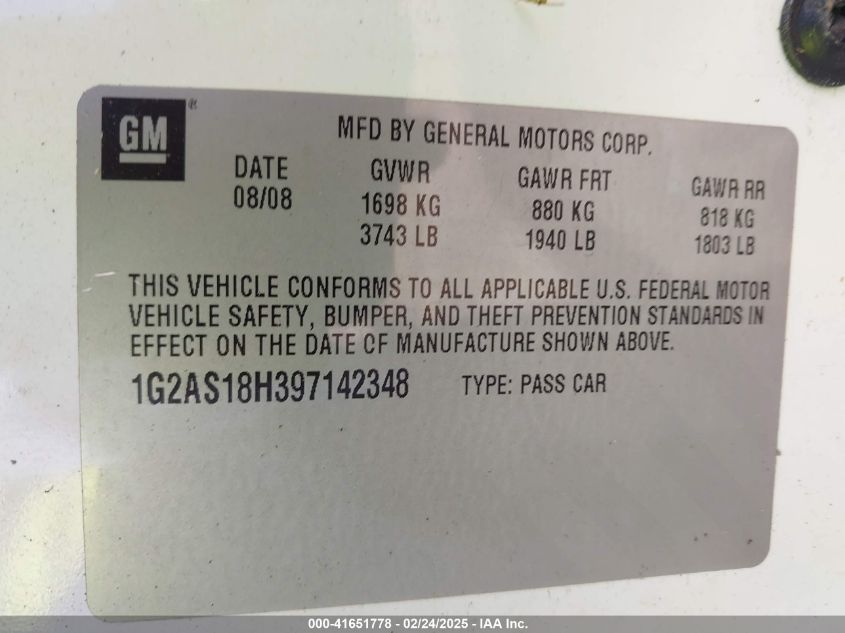 GM®
MFD BY GENERAL MOTORS CORP.
DATE GVWR GAWR FRT GAWR RR
08/08 1698 KG 880 KG 818 KG
3743 LB 1940 LB 1803 LB
THIS VEHICLE CONFORMS TO ALL APPLICABLE U.S. FEDERAL MOTOR
VEHICLE SAFETY, BUMPER, AND THEFT PREVENTION STANDARDS IN
EFFECT ON THE DATE OF MANUFACTURE SHOWN ABOVE.
1G2AS18H397142348 TYPE: PASS CAR
000-41651778 - 02/24/2025 - IAA Inc.